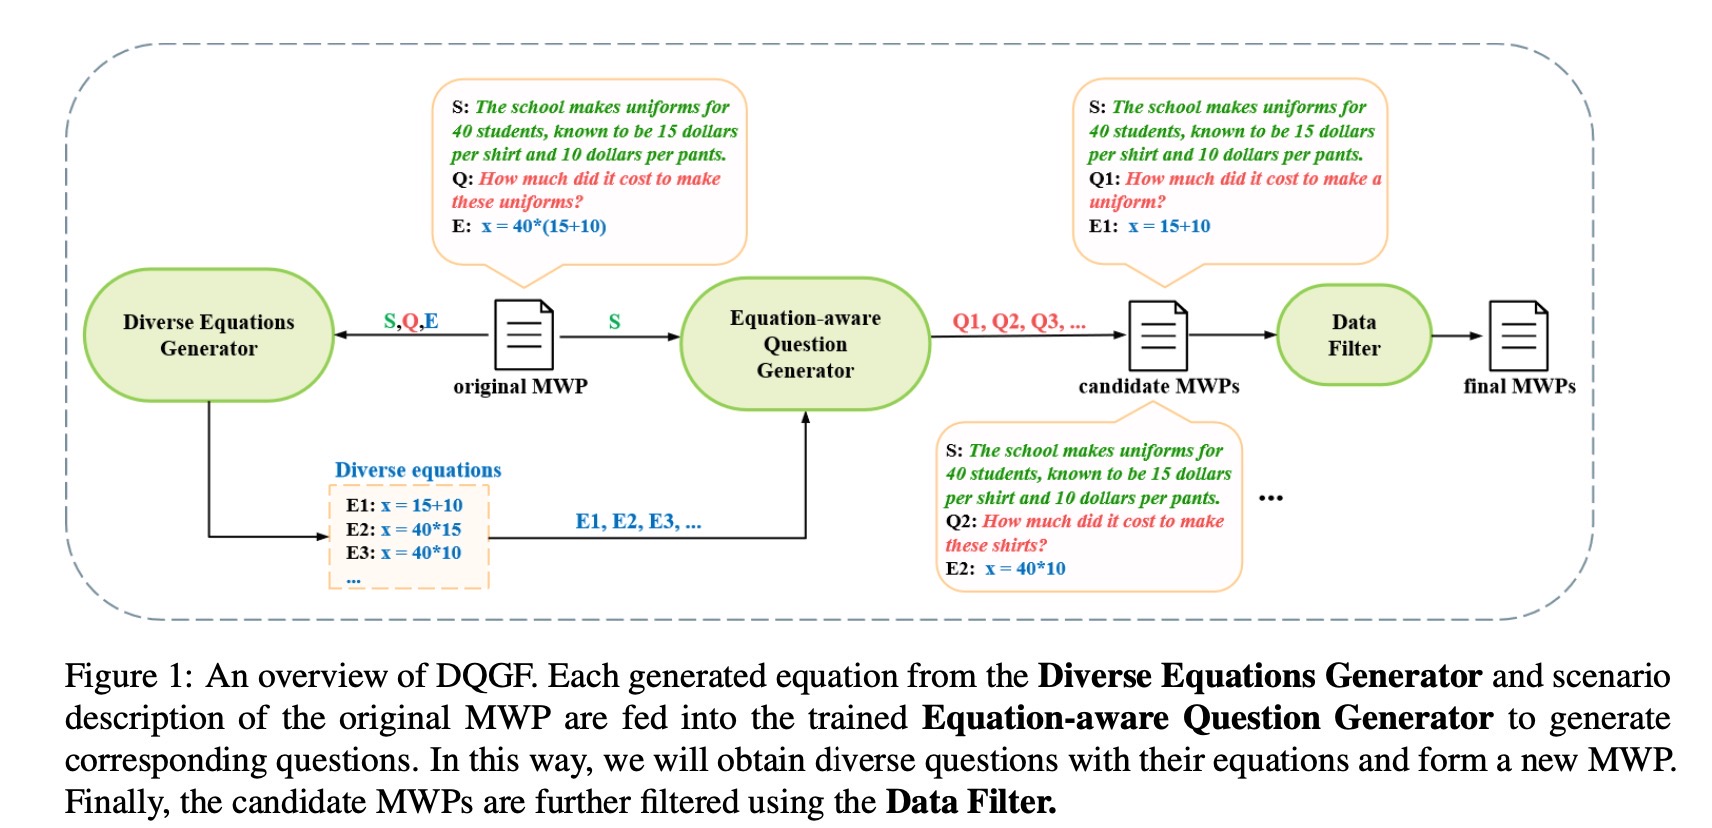 S: The school makes uniforms for
40 students, known to be 15 dollars
per shirt and 10 dollars per pants.
Q: How much did it cost to make
these uniforms?
E: x = 40*(15+10)
S: The school makes uniforms for
40 students, known to be 15 dollars
per shirt and 10 dollars per pants.
Q1: How much did it cost to make a
uniform?
E1: x = 15+10
Diverse Equations
Generator
S,Q,E
original MWP
S
Equation-aware
Question
Generator
Q1, Q2, Q3, ...
candidate MWPs
Data
Filter
final MWPs
Diverse equations
E1: x = 15+10
E2: x = 40*15
E3: x = 40*10
...
E1, E2, E3, ...
S: The school makes uniforms for
40 students, known to be 15 dollars
per shirt and 10 dollars per pants.
Q2: How much did it cost to make
these shirts?
E2: x = 40*10
...
Figure 1: An overview of DQGF. Each generated equation from the Diverse Equations Generator and scenario
description of the original MWP are fed into the trained Equation-aware Question Generator to generate
corresponding questions. In this way, we will obtain diverse questions with their equations and form a new MWP.
Finally, the candidate MWPs are further filtered using the Data Filter.